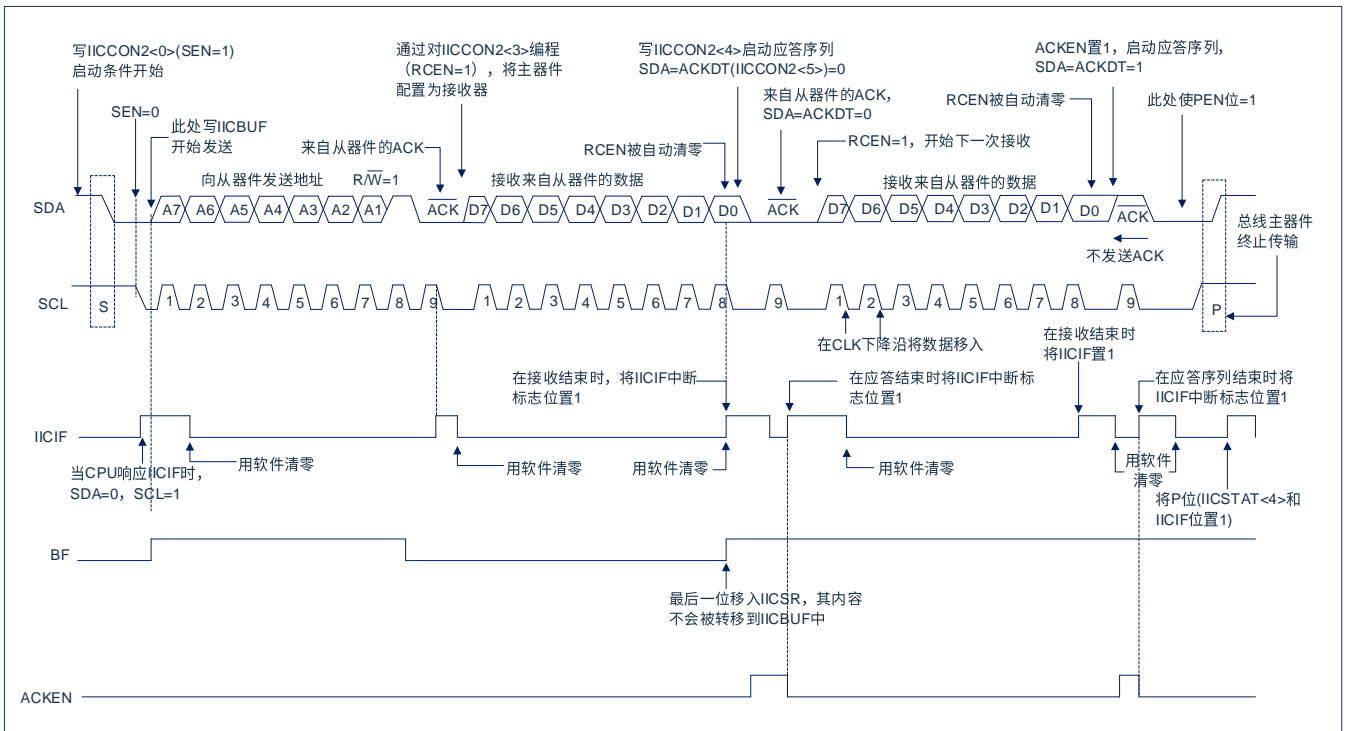 写IICCON2<0>(SEN=1)
启动条件开始
SEN=0
此处写IICBUF
开始发送
通过对IICCON2<3>编程
（RCEN=1），将主器件
配置为接收器
来自从器件的ACK
写IICCON2<4>启动应答序列
SDA=ACKDT(IICCON2<5>)=0
来自从器件的ACK，
SDA=ACKDT=0
RCEN被自动清零
RCEN=1，开始下一次接收
ACKEN置1，启动应答序列，
SDA=ACKDT=1
RCEN被自动清零
此处使PEN位=1
向从器件发送地址
R/W=1
接收来自从器件的数据
接收来自从器件的数据
SDA
A7 A6 A5 A4 A3 A2 A1 ACK D7 D6 D5 D4 D3 D2 D1 D0 ACK D7 D6 D5 D4 D3 D2 D1 D0 ACK
不发送ACK
总线主器件
终止传输
SCL
S 1 2 3 4 5 6 7 8 9 1 2 3 4 5 6 7 8 9 1 2 3 4 5 6 7 8 9 P
在CLK下降沿将数据移入
在接收结束时，将IICIF中断
标志位置1
在应答结束时将IICIF中断标
志位置1
在接收结束时
将IICIF置1
在应答序列结束时将
IICIF中断标志位置1
IICIF
当CPU响应IICIF时，
SDA=0，SCL=1
用软件清零
用软件清零
用软件清零
用软件清零
用软件
清零
将P位(IICSTAT<4>和
IICIF位置1)
BF
最后一位移入IICSR，其内容
不会被转移到IICBUF中
ACKEN